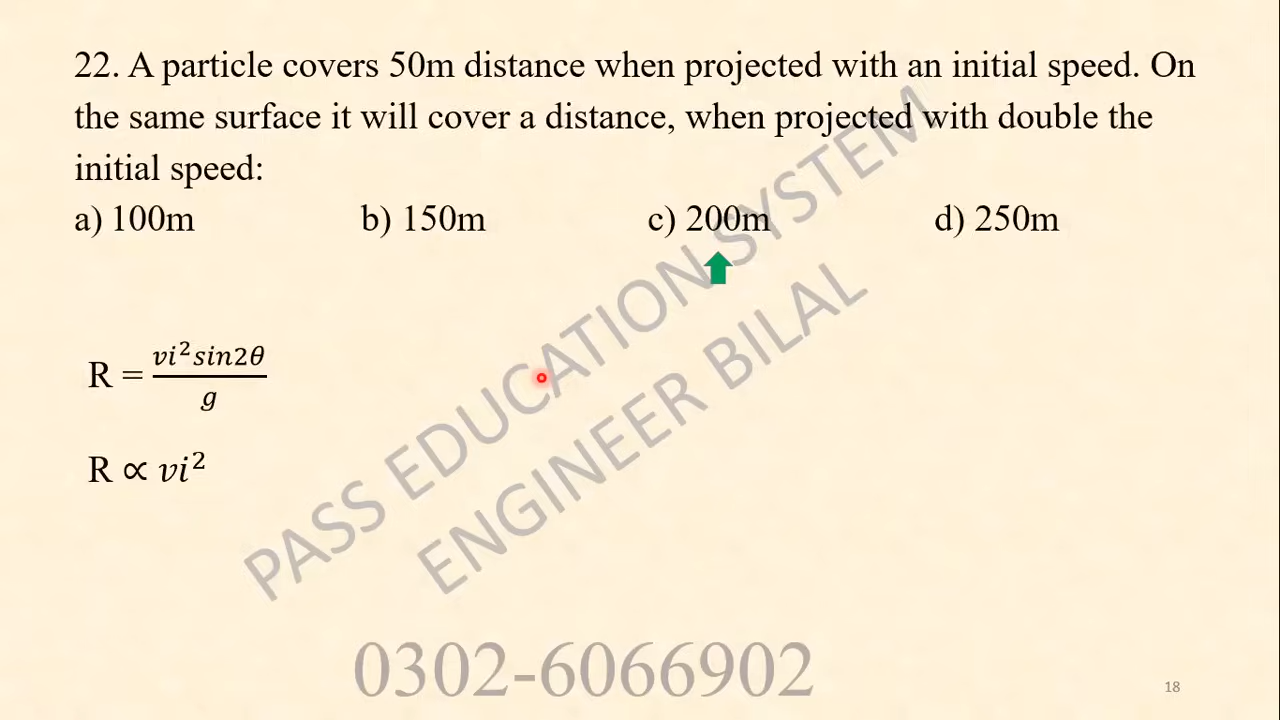 22. A particle covers 50m distance when projected with an initial speed. On
the same surface it will cover a distance, when projected with double the
initial speed:
a) 100m b) 150m c) 200m d) 250m
R = vi²sin2θ / g
R ∝ vi²
PASS EDUCATION SYSTEM
ENGINEER BILAL
0302-6066902
18